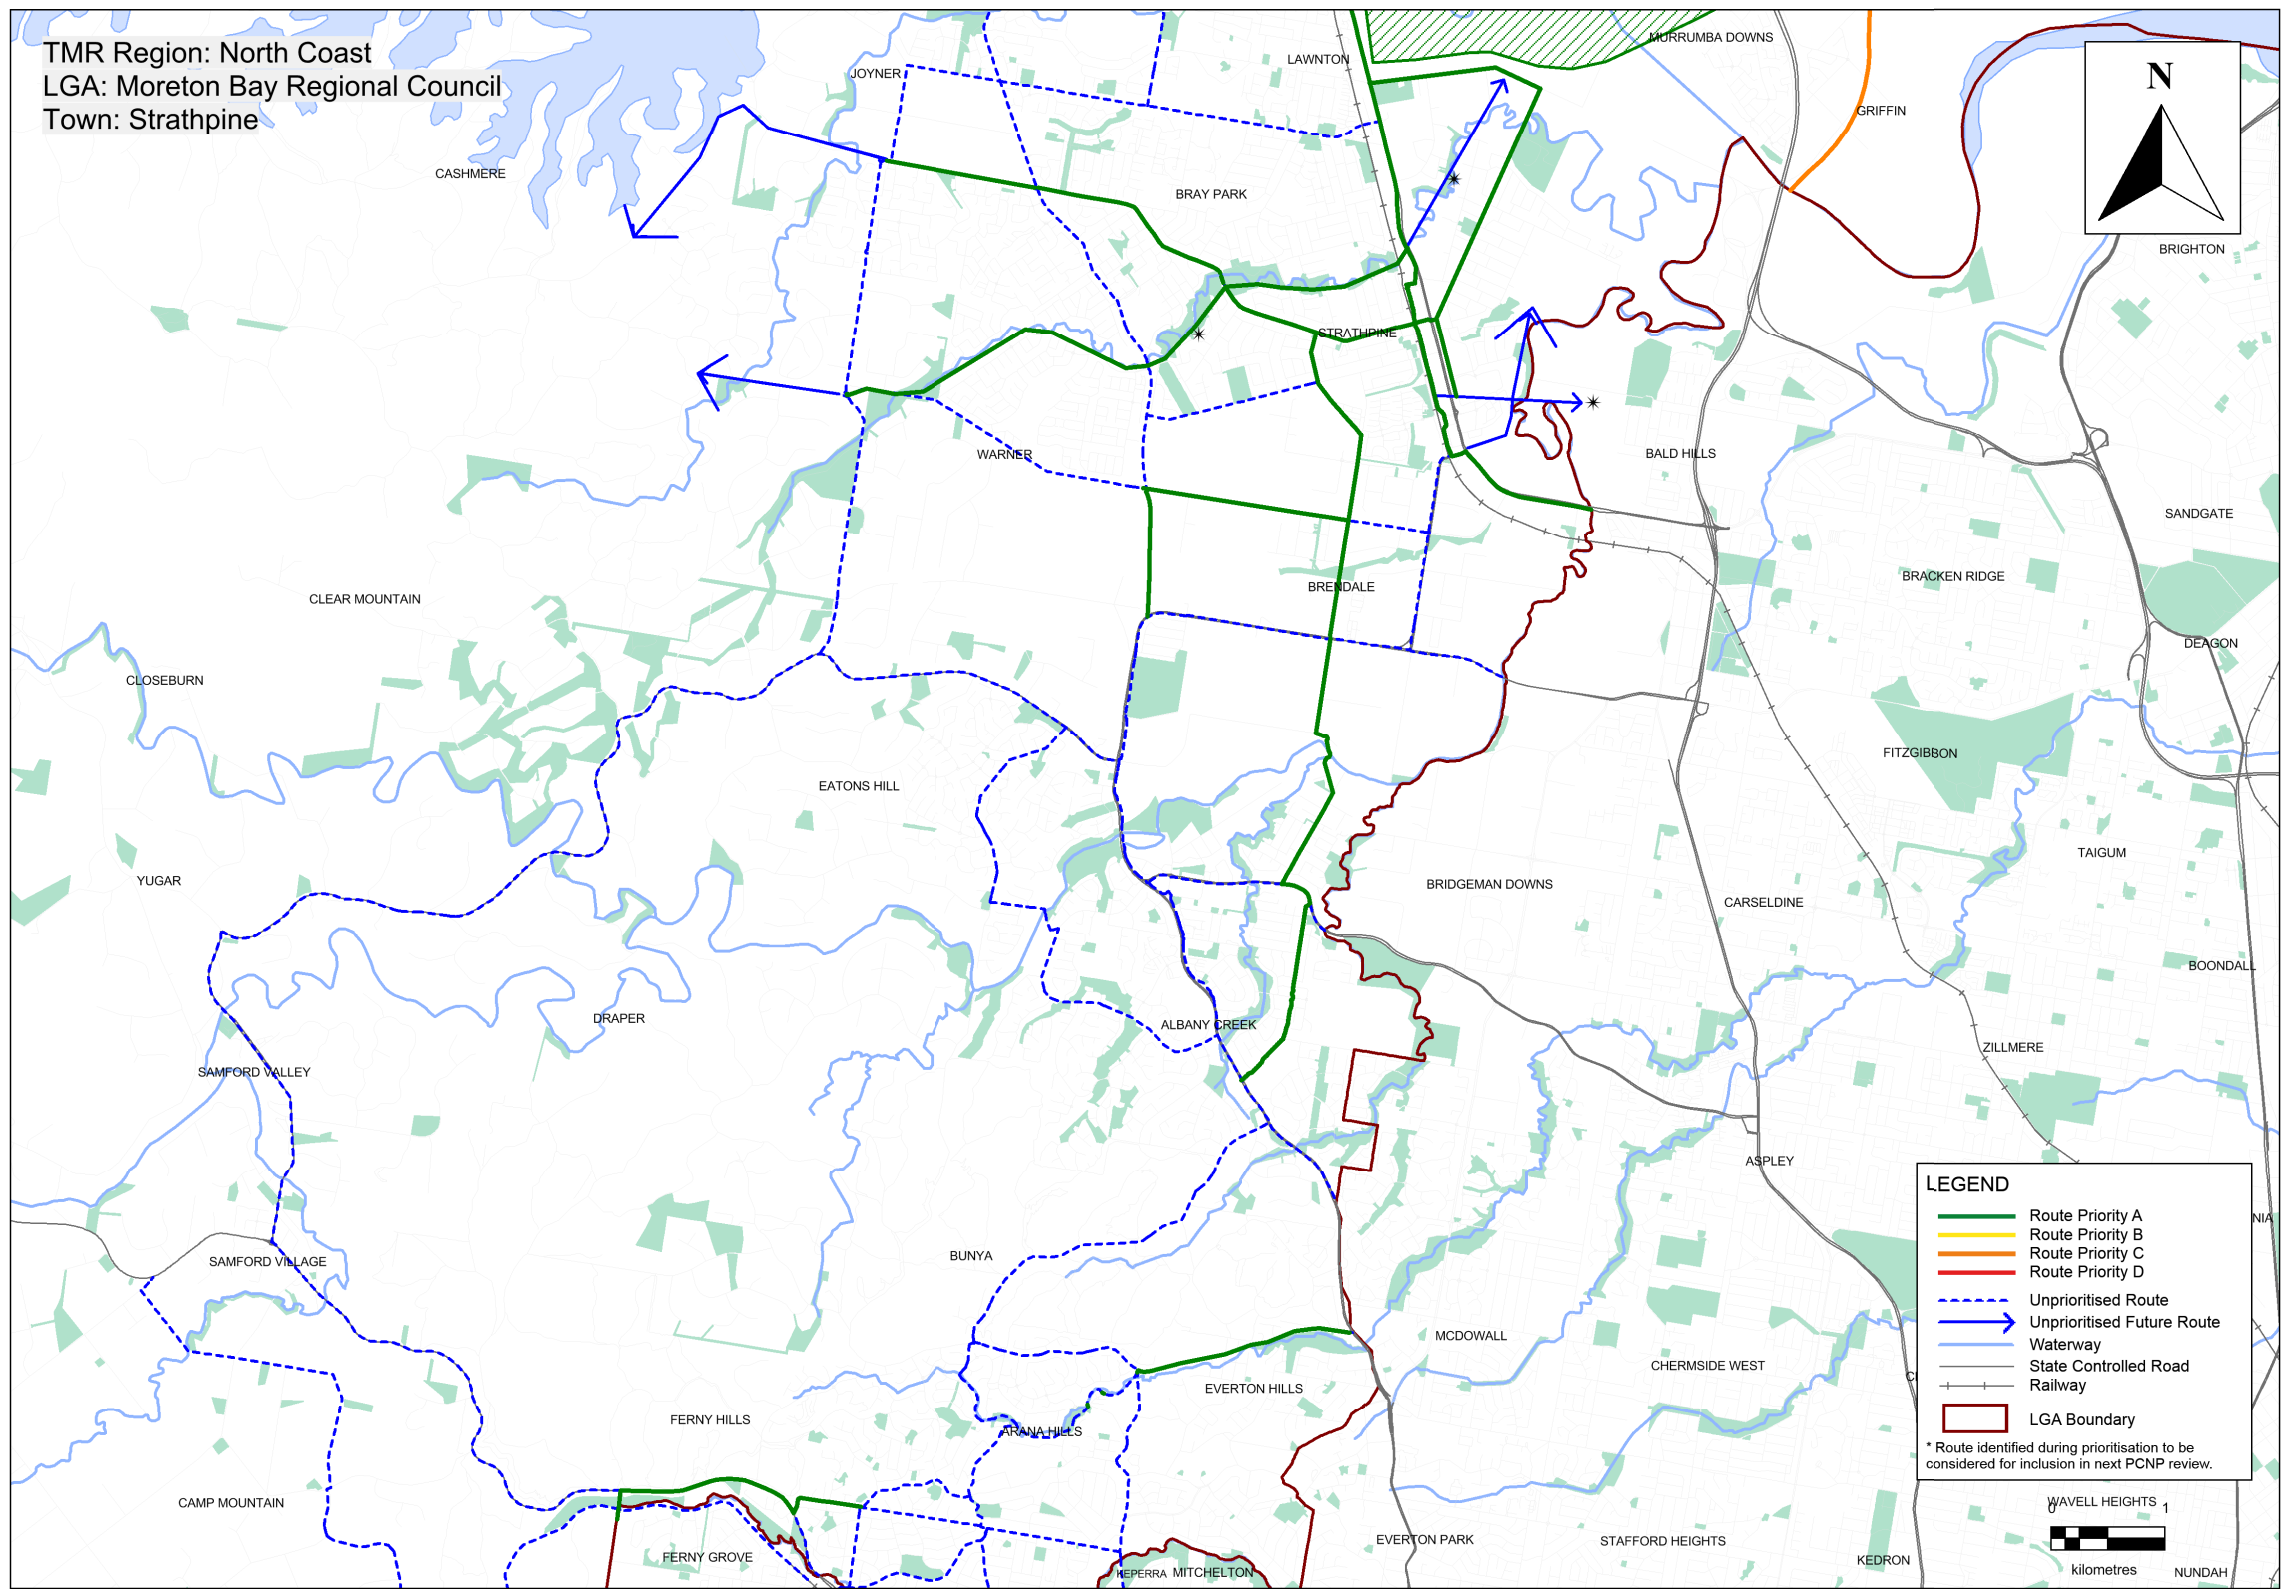 TMR Region: North Coast
LGA: Moreton Bay Regional Council
Town: Strathpine
MURRUMBA DOWNS
LAWNTON
JOYNER
N
GRIFFIN
CASHMERE
BRAY PARK
BRIGHTON
STRATHPINE
WARNER
BALD HILLS
SANDGATE
BRACKEN RIDGE
BRENDALE
CLEAR MOUNTAIN
DEAGON
CLOSEBURN
FITZGIBBON
EATONS HILL
TAIGUM
YUGAR
BRIDGEMAN DOWNS
CARSELDINE
BOONDALL
DRAPER
ALBANY CREEK
ZILLMERE
SAMFORD VALLEY
ASPLEY
LEGEND
Route Priority A
Route Priority B
Route Priority C
Route Priority D
Unprioritised Route
Unprioritised Future Route
Waterway
State Controlled Road
Railway
LGA Boundary
* Route identified during prioritisation to be
considered for inclusion in next PCNP review.
NIA
SAMFORD VILLAGE
BUNYA
MCDOWALL
CHERMSIDE WEST
EVERTON HILLS
FERNY HILLS
ARANA HILLS
CAMP MOUNTAIN
WAVELL HEIGHTS
0 1
kilometres
EVERTON PARK
STAFFORD HEIGHTS
FERNY GROVE
KEDRON
KEPERRA
MITCHELTON
NUNDAH